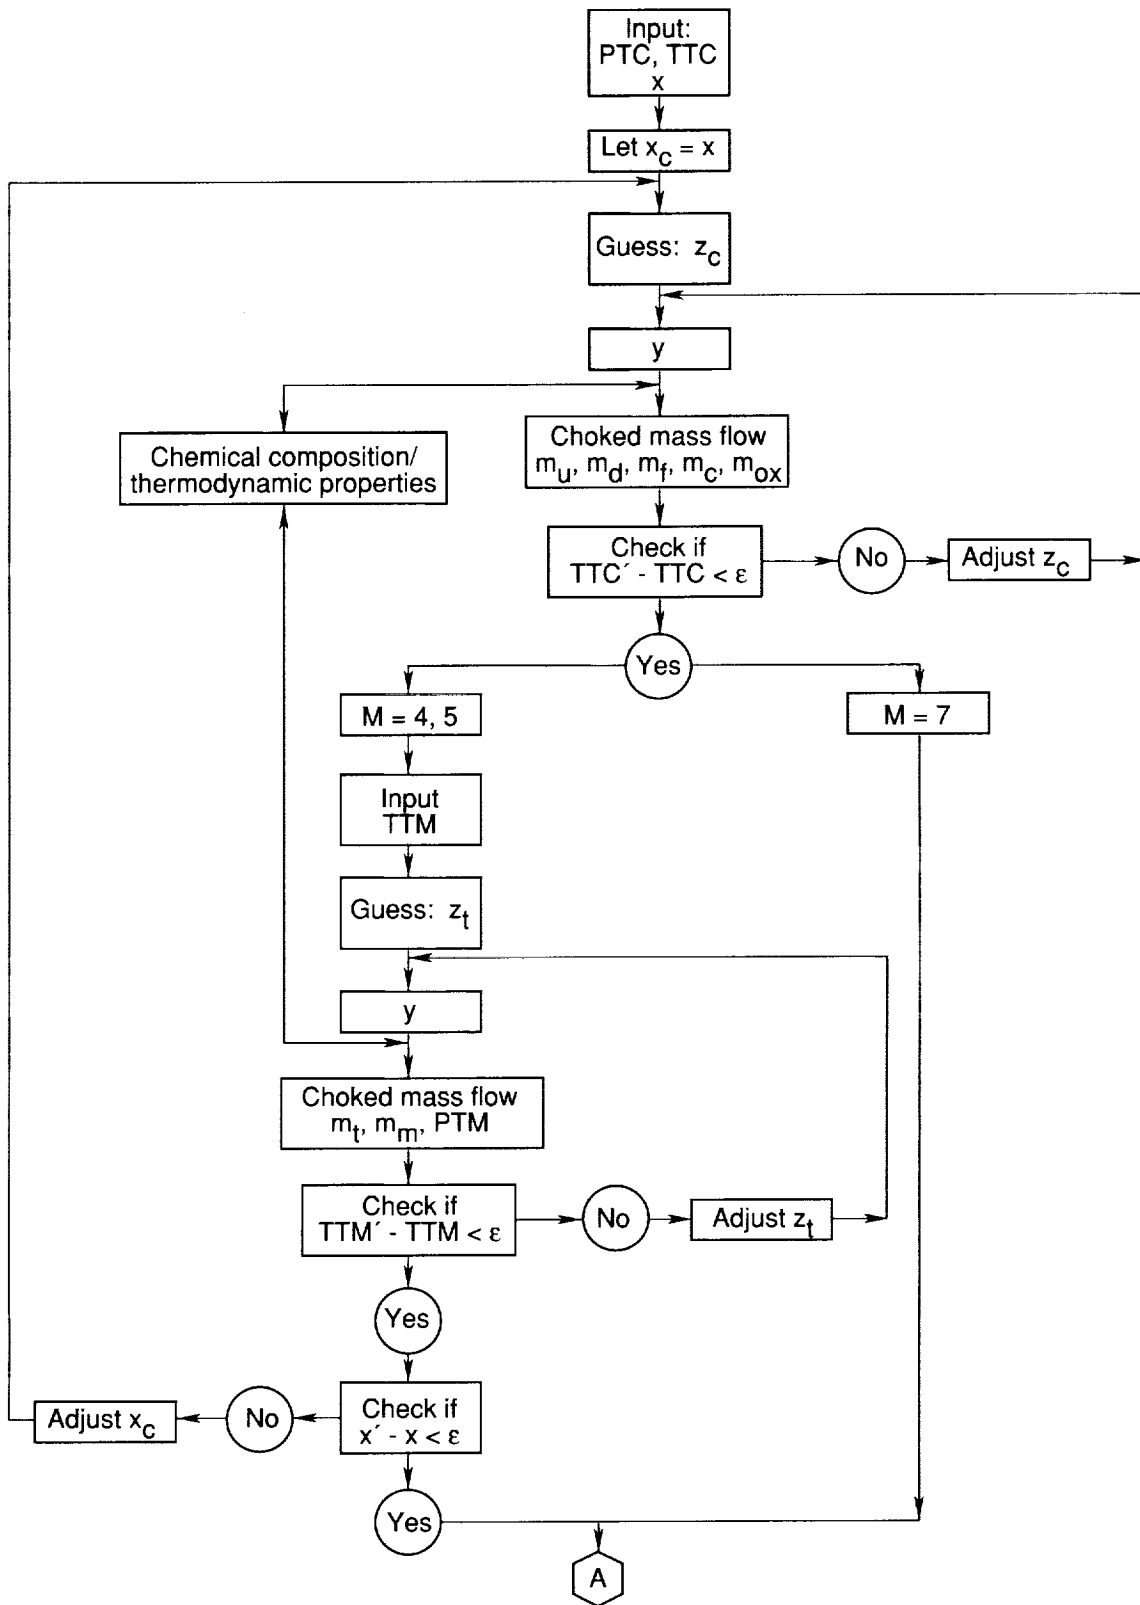 Input:
PTC, TTC
x
Let x_c = x
Guess: z_c
y
Chemical composition/
thermodynamic properties
Choked mass flow
m_u, m_d, m_f, m_c, m_ox
Check if
TTC´ - TTC < ε
No
Adjust z_c
Yes
M = 4, 5
M = 7
Input
TTM
Guess: z_t
y
Choked mass flow
m_t, m_m, PTM
Check if
TTM´ - TTM < ε
No
Adjust z_t
Yes
Adjust x_c
No
Check if
x´ - x < ε
Yes
A